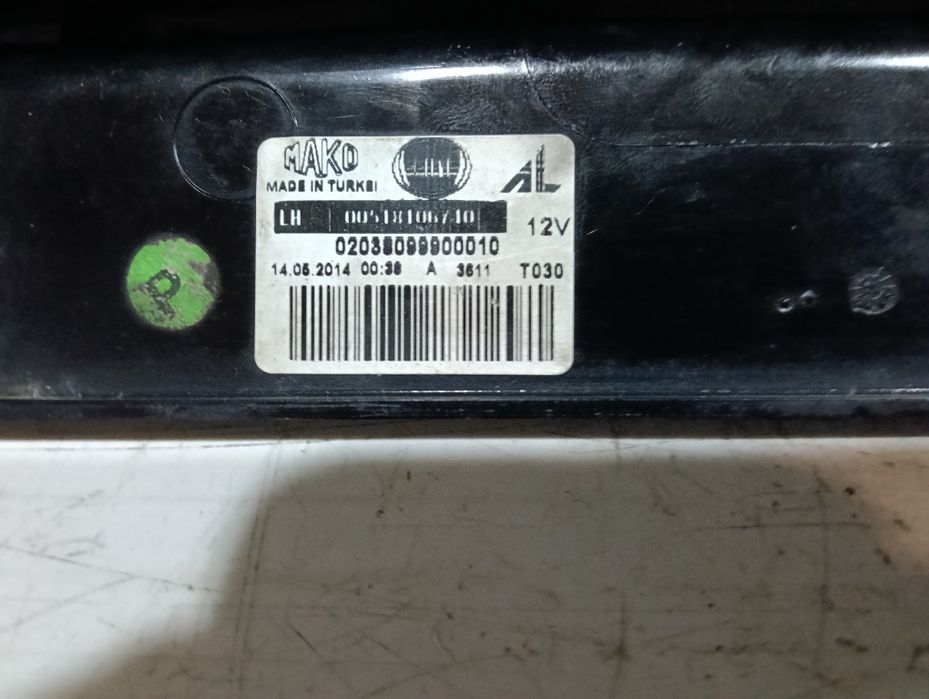 MAKO
MADE IN TURKEI
AL
LH 00518106710
12V
02038099900010
14.05.2014 00:38 A 3611 T030